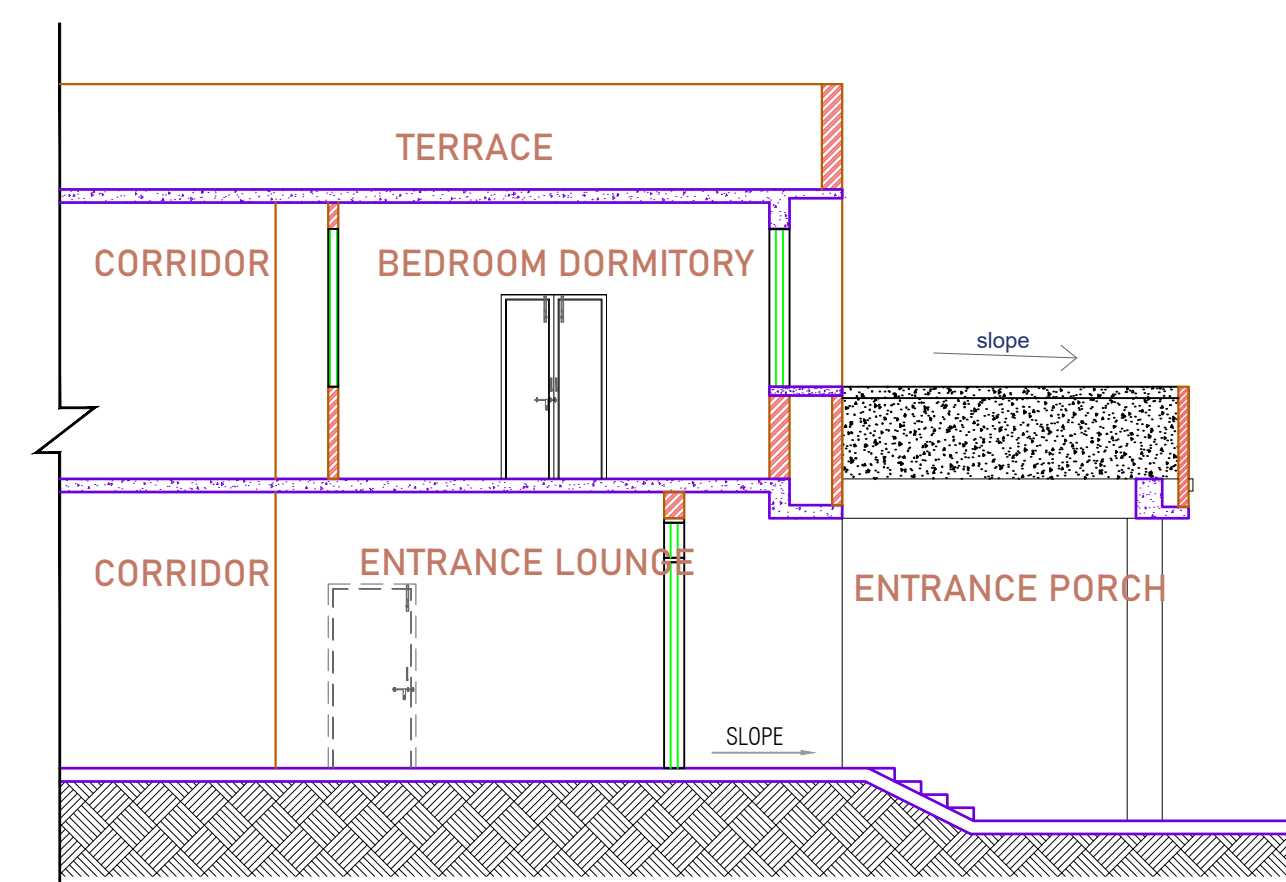 TERRACE
CORRIDOR
BEDROOM DORMITORY
slope
CORRIDOR
ENTRANCE LOUNGE
ENTRANCE PORCH
SLOPE